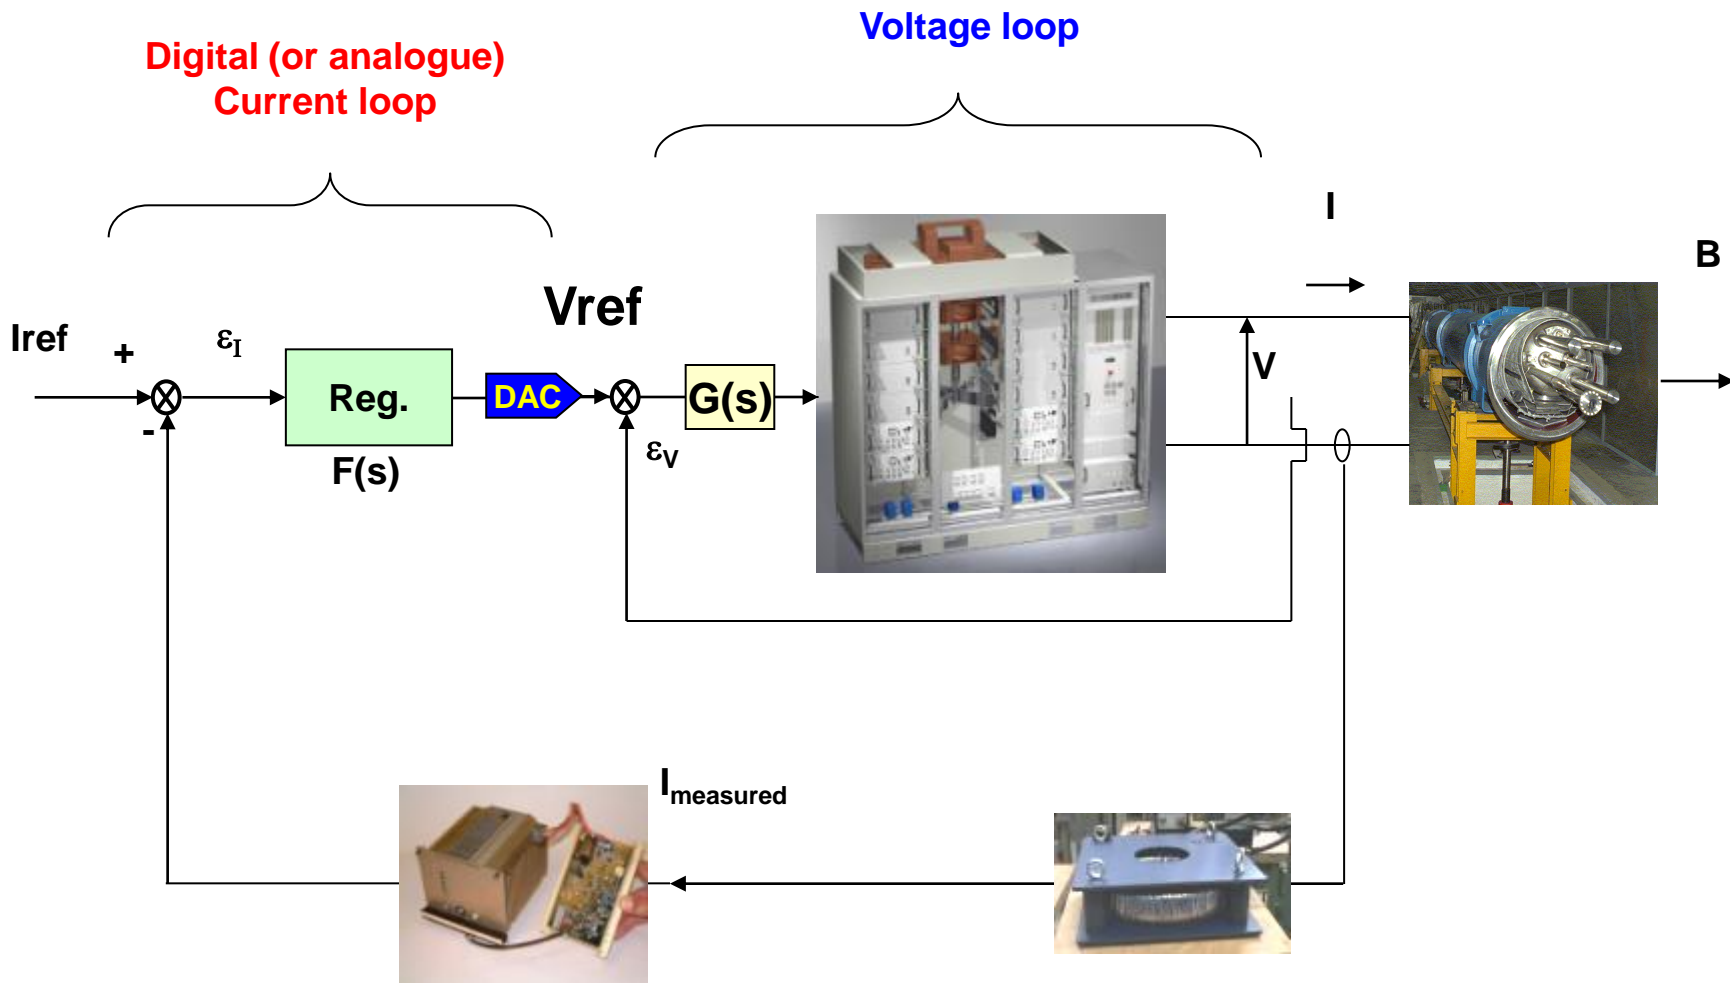 Voltage loop
Digital (or analogue)
Current loop
I
B
Vref
Iref
+
εI
V
Reg.
DAC
G(s)
-
εV
F(s)
Imeasured